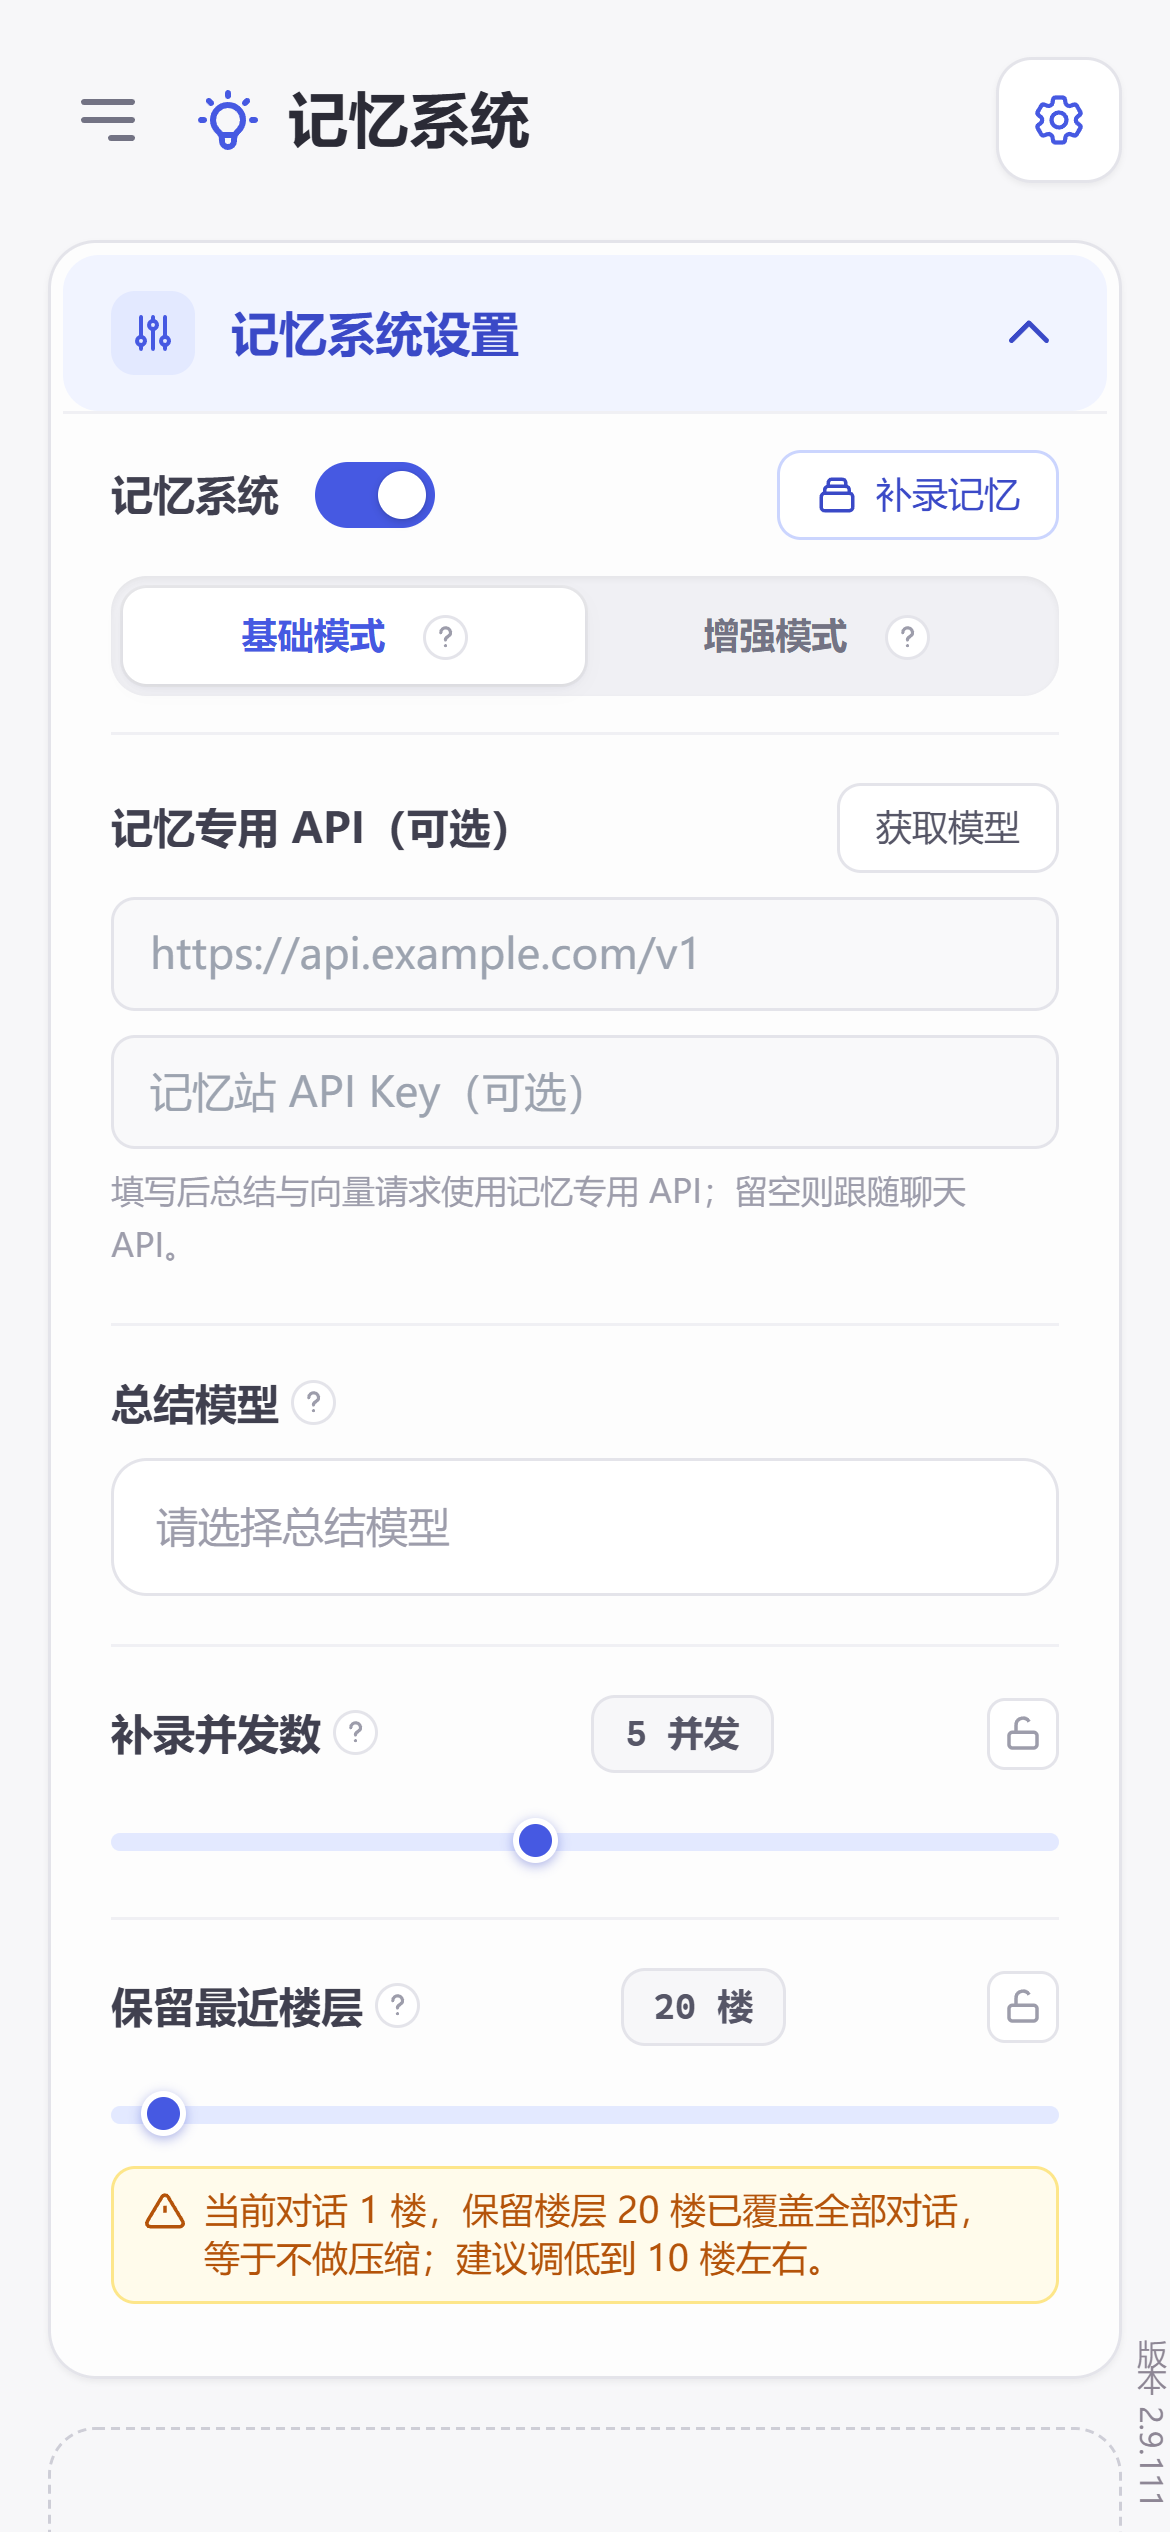 记忆系统
记忆系统设置
记忆系统
补录记忆
基础模式 ?
增强模式 ?
记忆专用 API（可选）
获取模型
https://api.example.com/v1
记忆站 API Key（可选）
填写后总结与向量请求使用记忆专用 API；留空则跟随聊天
API。
总结模型 ?
请选择总结模型
补录并发数 ?
5 并发
保留最近楼层 ?
20 楼
当前对话 1 楼，保留楼层 20 楼已覆盖全部对话，
等于不做压缩；建议调低到 10 楼左右。
版本 2.9.111